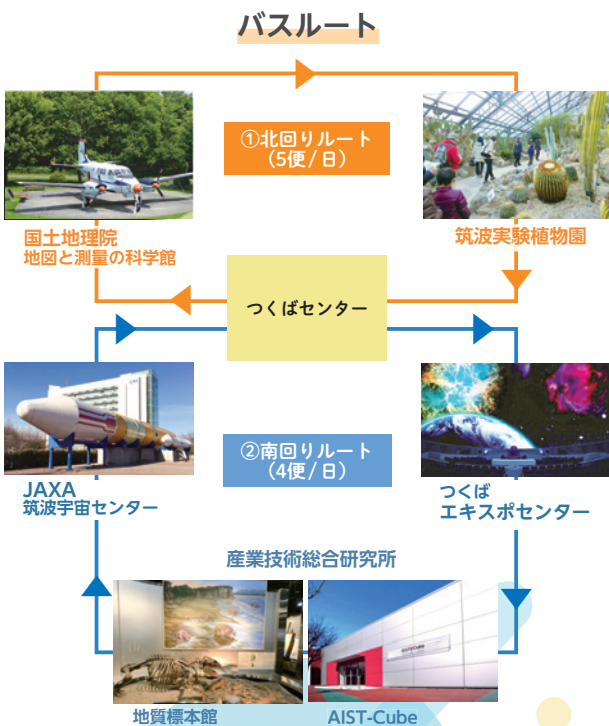 バスルート
①北回りルート
(5便/日)
国土地理院
地図と測量の科学館
筑波実験植物園
つくばセンター
②南回りルート
(4便/日)
JAXA
筑波宇宙センター
つくば
エキスポセンター
産業技術総合研究所
AIST-Cube
地質標本館
AIST-Cube